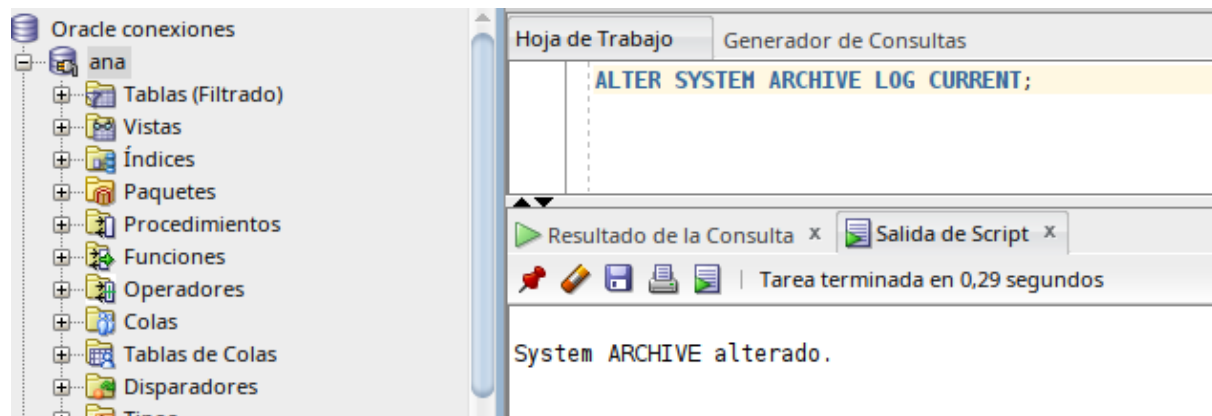 Oracle conexiones
ana
Tablas (Filtrado)
Vistas
Índices
Paquetes
Procedimientos
Funciones
Operadores
Colas
Tablas de Colas
Disparadores
Hoja de Trabajo Generador de Consultas
ALTER SYSTEM ARCHIVE LOG CURRENT;
Resultado de la Consulta x Salida de Script x
Tarea terminada en 0,29 segundos
System ARCHIVE alterado.